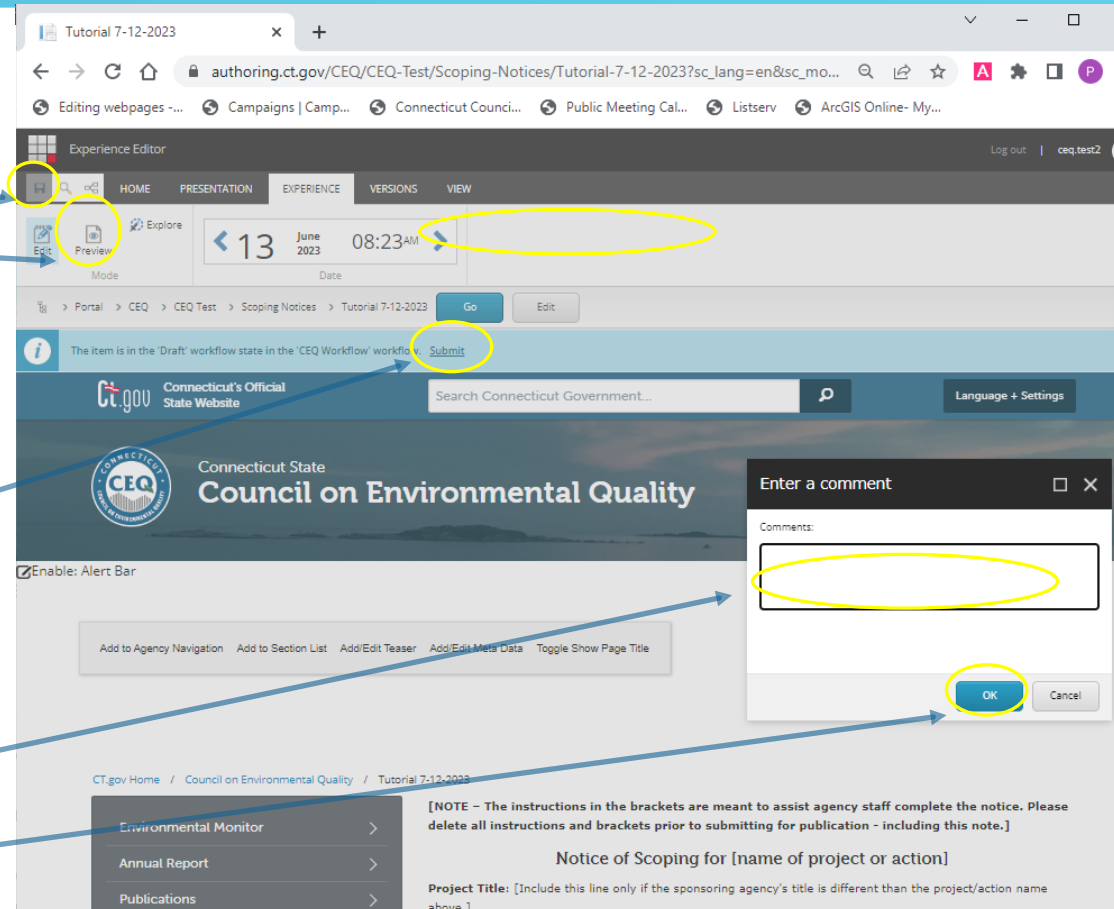 Tutorial 7-12-2023
authoring.ct.gov/CEQ/CEQ-Test/Scoping-Notices/Tutorial-7-12-2023?sc_lang=en&sc_mo...
A
P
Editing webpages -...
Campaigns | Camp...
Connecticut Counci...
Public Meeting Cal...
Listserv
ArcGIS Online- My...
Experience Editor
Log out | ceq.test2
HOME PRESENTATION EXPERIENCE VERSIONS VIEW
Edit
Preview
Explore
Mode
13 June 2023 08:23AM
Date
> Portal > CEQ > CEQ Test > Scoping Notices > Tutorial 7-12-2023
Go
Edit
The item is in the 'Draft' workflow state in the 'CEQ Workflow' workflow. Submit
Ct.gov
Connecticut's Official
State Website
Search Connecticut Government...
Language + Settings
CEQ
Connecticut State
Council on Environmental Quality
Enter a comment
Comments:
OK
Cancel
Enable: Alert Bar
Add to Agency Navigation Add to Section List Add/Edit Teaser Add/Edit Meta Data Toggle Show Page Title
CT.gov Home / Council on Environmental Quality / Tutorial 7-12-2023
Environmental Monitor
Annual Report
Publications
[NOTE – The instructions in the brackets are meant to assist agency staff complete the notice. Please
delete all instructions and brackets prior to submitting for publication - including this note.]
Notice of Scoping for [name of project or action]
Project Title: [Include this line only if the sponsoring agency's title is different than the project/action name
above.]